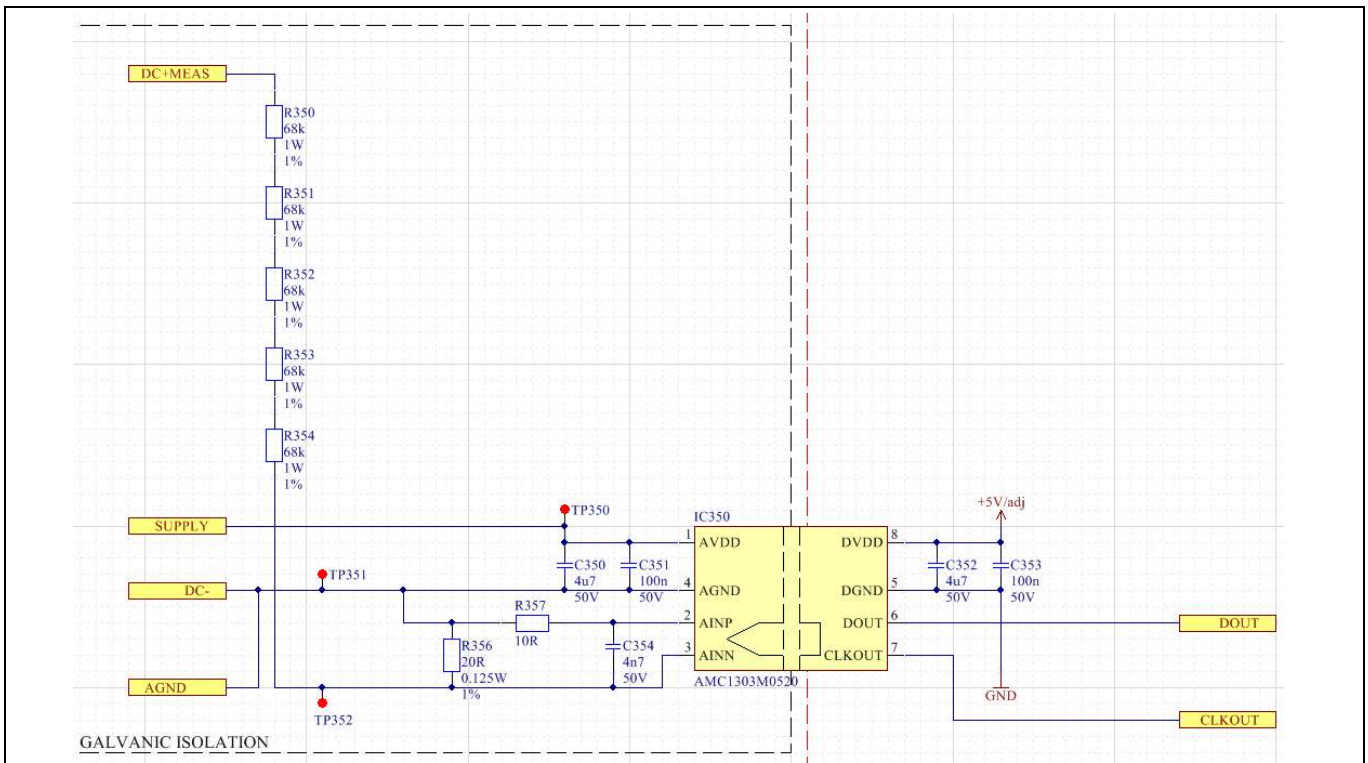 DC+MEAS
R350
68k
1W
1%
R351
68k
1W
1%
R352
68k
1W
1%
R353
68k
1W
1%
R354
68k
1W
1%
SUPPLY
TP350
IC350
+5V/adj
1 AVDD
DVDD 8
C350
4u7
50V
C351
100n
50V
C352
4u7
50V
C353
100n
50V
DC-
TP351
4 AGND
DGND 5
R357
10R
2 AINP
DOUT 6
DOUT
R356
20R
0.125W
1%
C354
4n7
50V
3 AINN
CLKOUT 7
AMC1303M0520
AGND
TP352
GND
CLKOUT
GALVANIC ISOLATION